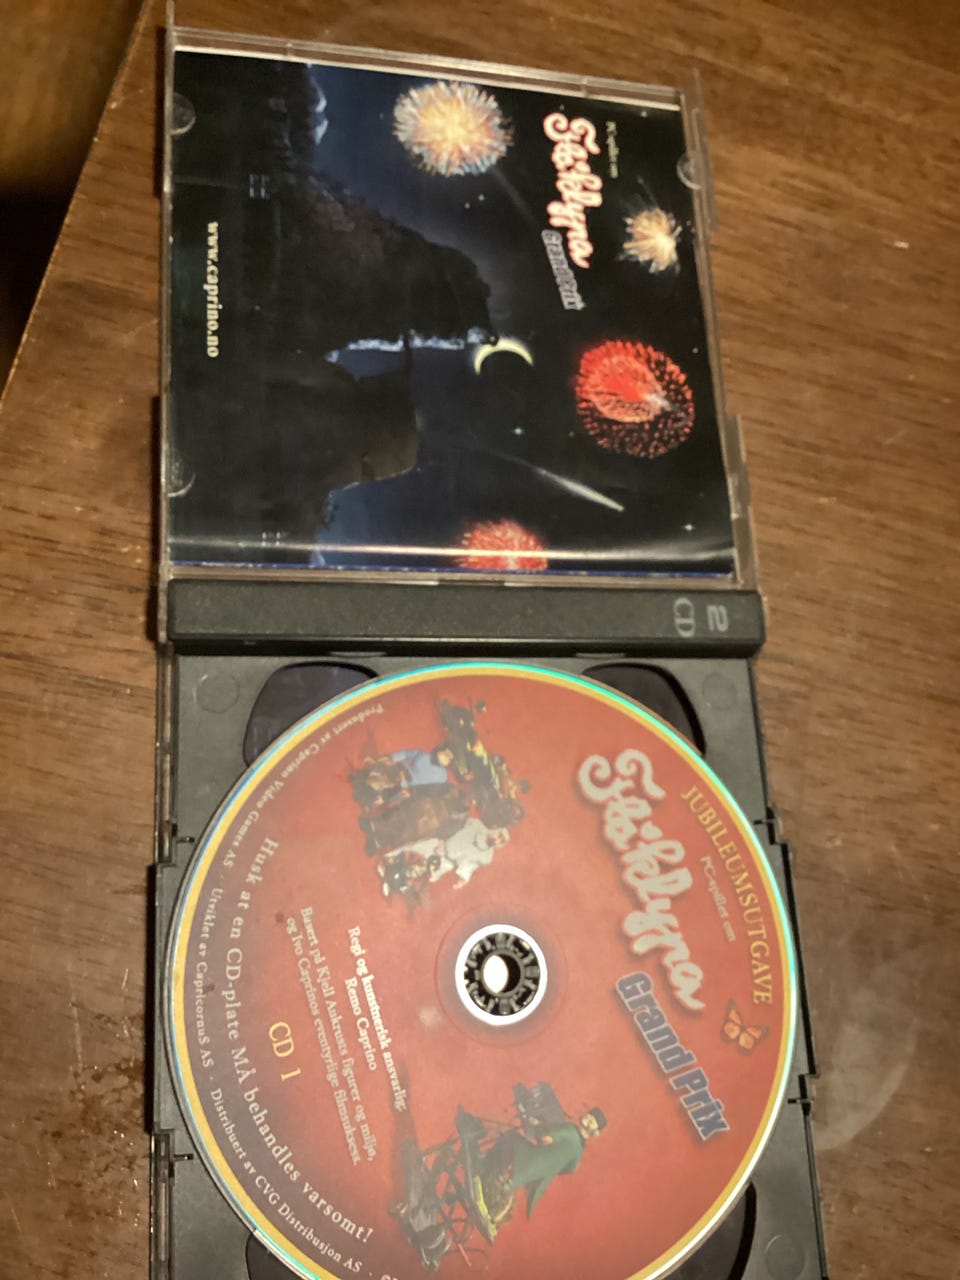 PC-spillet om
Flåklypa
Grand Prix
www.caprino.no
2
CD
JUBILEUMSUTGAVE
PC-spillet om
Flåklypa
Grand Prix
Regi og kunstnerisk ansvarlig:
Remo Caprino
Basert på Kjell Aukrusts figurer og miljø,
og Ivo Caprinos eventyrlige filmsuksess.
CD 1
Husk at en CD-plate MÅ behandles varsomt!
Produsert av Caprino Video Games AS · Utviklet av CapricornuS AS · Distribuert av CVG Distribusjon AS ·